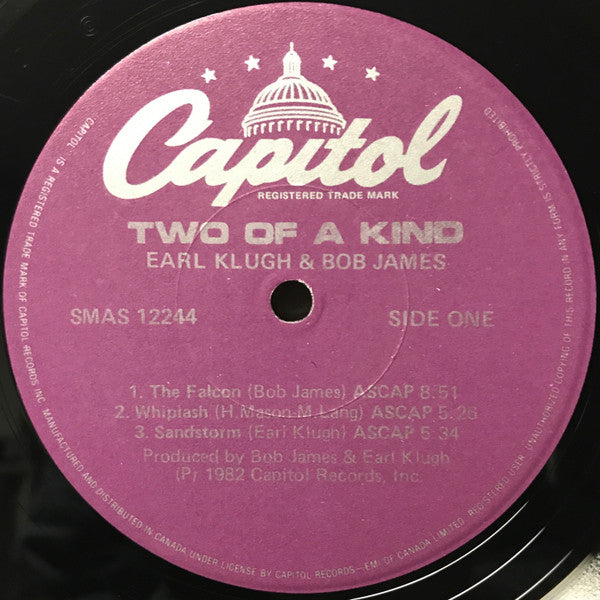 Capitol
REGISTERED TRADE MARK
TWO OF A KIND
EARL KLUGH & BOB JAMES
SMAS 12244
SIDE ONE
1. The Falcon (Bob James) ASCAP 8:51
2. Whiplash (H.Mason-M.Lang) ASCAP 5:26
3. Sandstorm (Earl Klugh) ASCAP 5:34
Produced by Bob James & Earl Klugh
(P) 1982 Capitol Records, Inc.
CAPITOL IS A REGISTERED TRADE MARK OF CAPITOL RECORDS INC. MANUFACTURED AND DISTRIBUTED IN CANADA UNDER LICENSE BY CAPITOL RECORDS—EMI OF CANADA LIMITED. REGISTERED USER. UNAUTHORIZED COPYING OF THIS RECORD IN ANY FORM IS STRICTLY PROHIBITED